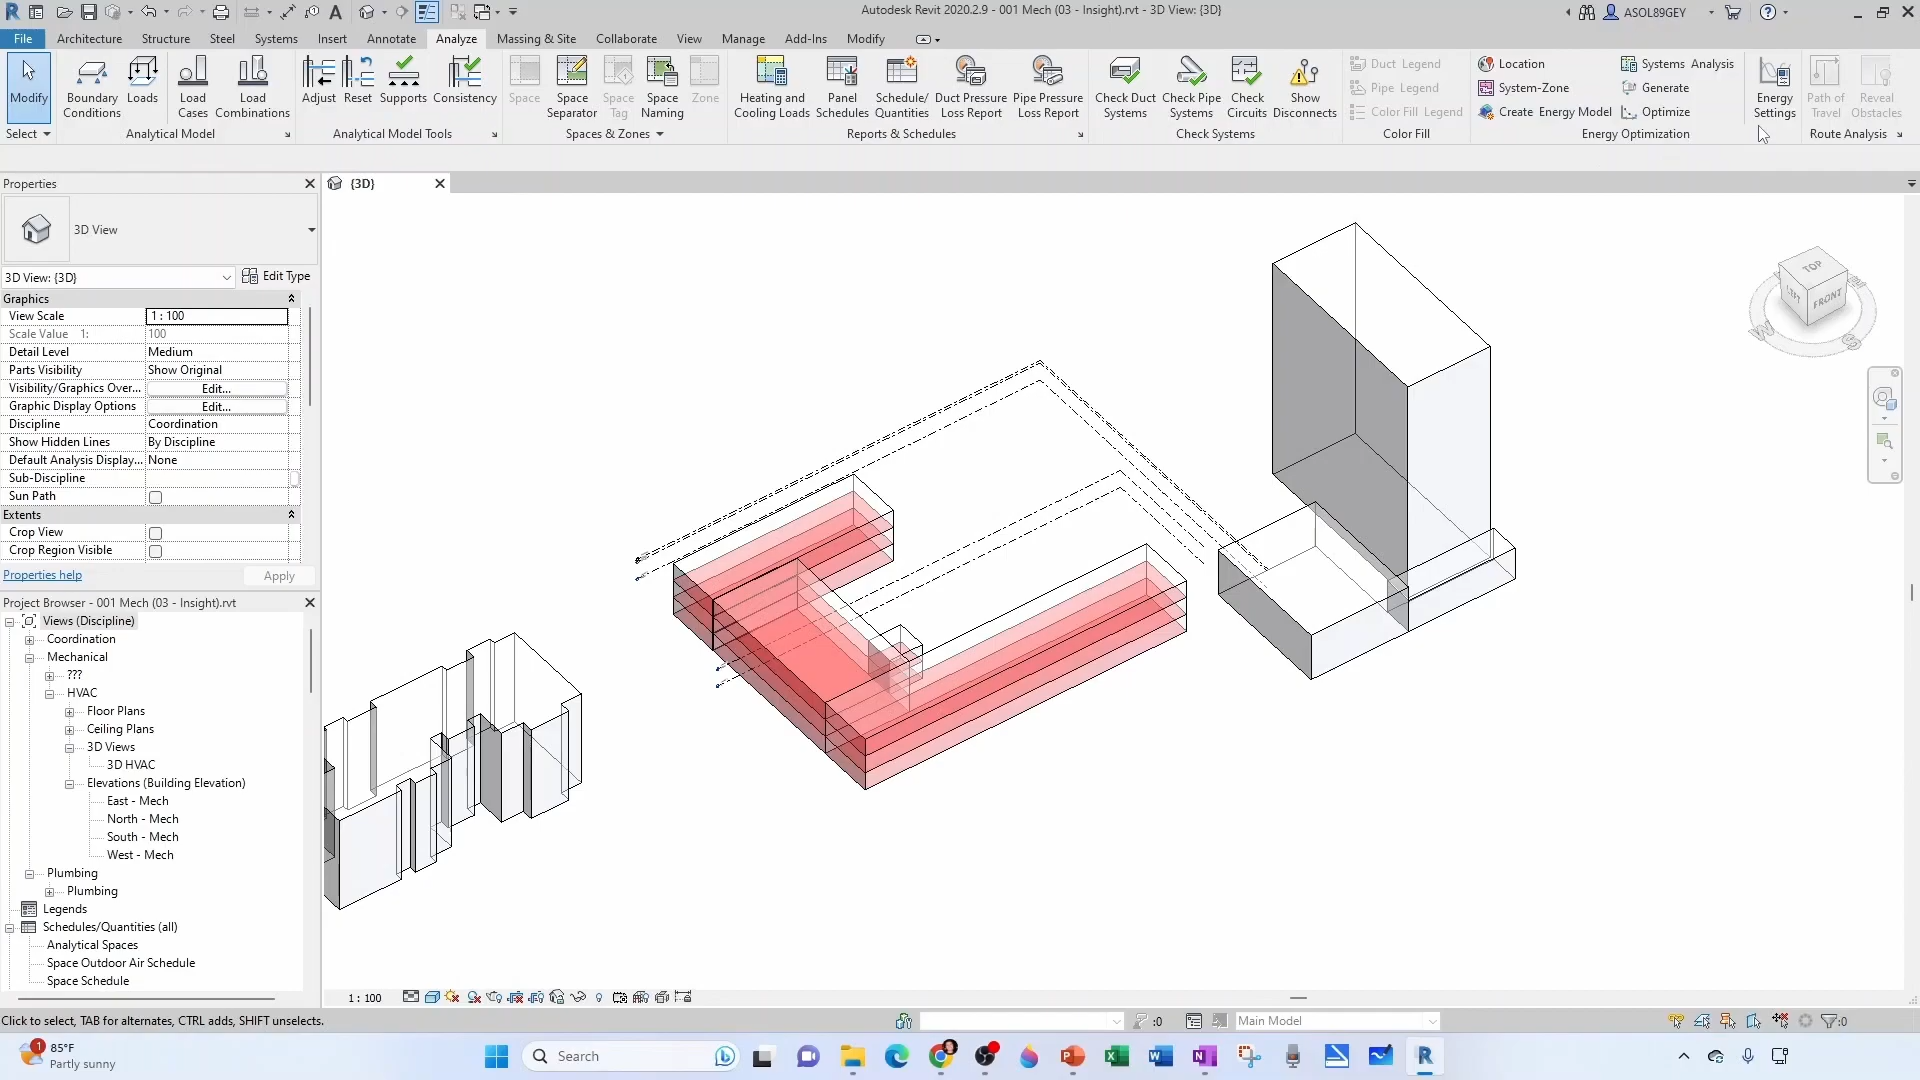 Autodesk Revit 2020.2.9 - 001 Mech (03 - Insight).rvt - 3D View: {3D}
ASOL89GEY
File Architecture Structure Steel Systems Insert Annotate Analyze Massing & Site Collaborate View Manage Add-Ins Modify
Modify
Boundary Conditions
Loads
Load Cases
Load Combinations
Adjust
Reset
Supports
Consistency
Space
Space Separator
Space Tag
Space Naming
Zone
Heating and Cooling Loads
Panel Schedules
Schedule/ Quantities
Duct Pressure Loss Report
Pipe Pressure Loss Report
Check Duct Systems
Check Pipe Systems
Check Circuits
Show Disconnects
Duct Legend
Pipe Legend
Color Fill Legend
Location
System-Zone
Create Energy Model
Systems Analysis
Generate
Optimize
Energy Settings
Path of Travel
Reveal Obstacles
Select
Analytical Model
Analytical Model Tools
Spaces & Zones
Reports & Schedules
Check Systems
Color Fill
Energy Optimization
Route Analysis
Properties
{3D}
3D View
3D View: {3D}
Edit Type
Graphics
View Scale 1 : 100
Scale Value 1: 100
Detail Level Medium
Parts Visibility Show Original
Visibility/Graphics Over... Edit...
Graphic Display Options Edit...
Discipline Coordination
Show Hidden Lines By Discipline
Default Analysis Display... None
Sub-Discipline
Sun Path
Extents
Crop View
Crop Region Visible
Properties help
Apply
Project Browser - 001 Mech (03 - Insight).rvt
Views (Discipline)
Coordination
Mechanical
???
HVAC
Floor Plans
Ceiling Plans
3D Views
3D HVAC
Elevations (Building Elevation)
East - Mech
North - Mech
South - Mech
West - Mech
Plumbing
Plumbing
Legends
Schedules/Quantities (all)
Analytical Spaces
Space Outdoor Air Schedule
Space Schedule
TOP
LEFT
FRONT
W
S
1 : 100
Click to select, TAB for alternates, CTRL adds, SHIFT unselects.
:0
Main Model
:0
1
85°F
Partly sunny
Search